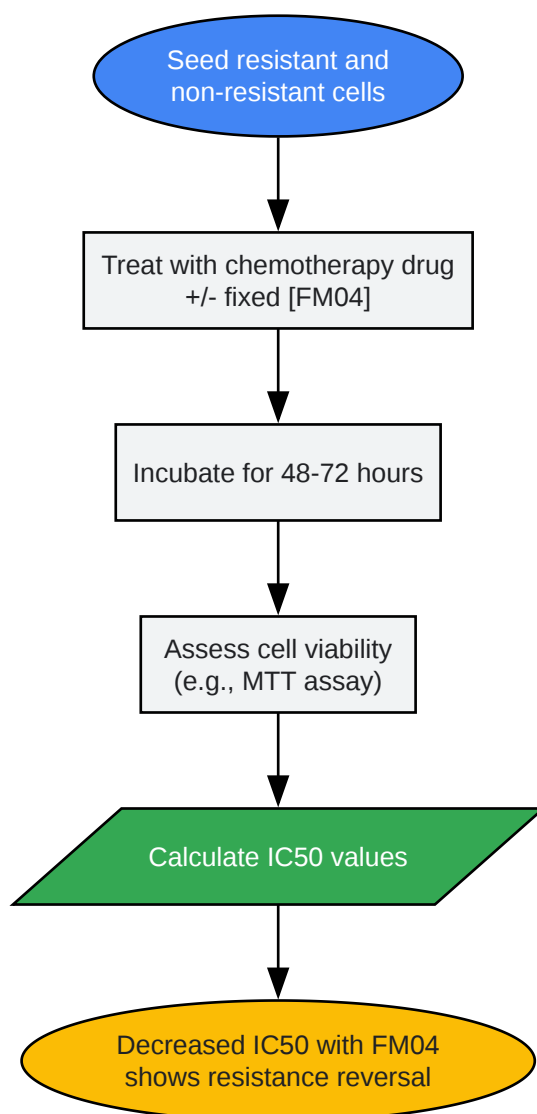 Seed resistant and
non-resistant cells
Treat with chemotherapy drug
+/- fixed [FM04]
Incubate for 48-72 hours
Assess cell viability
(e.g., MTT assay)
Calculate IC50 values
Decreased IC50 with FM04
shows resistance reversal